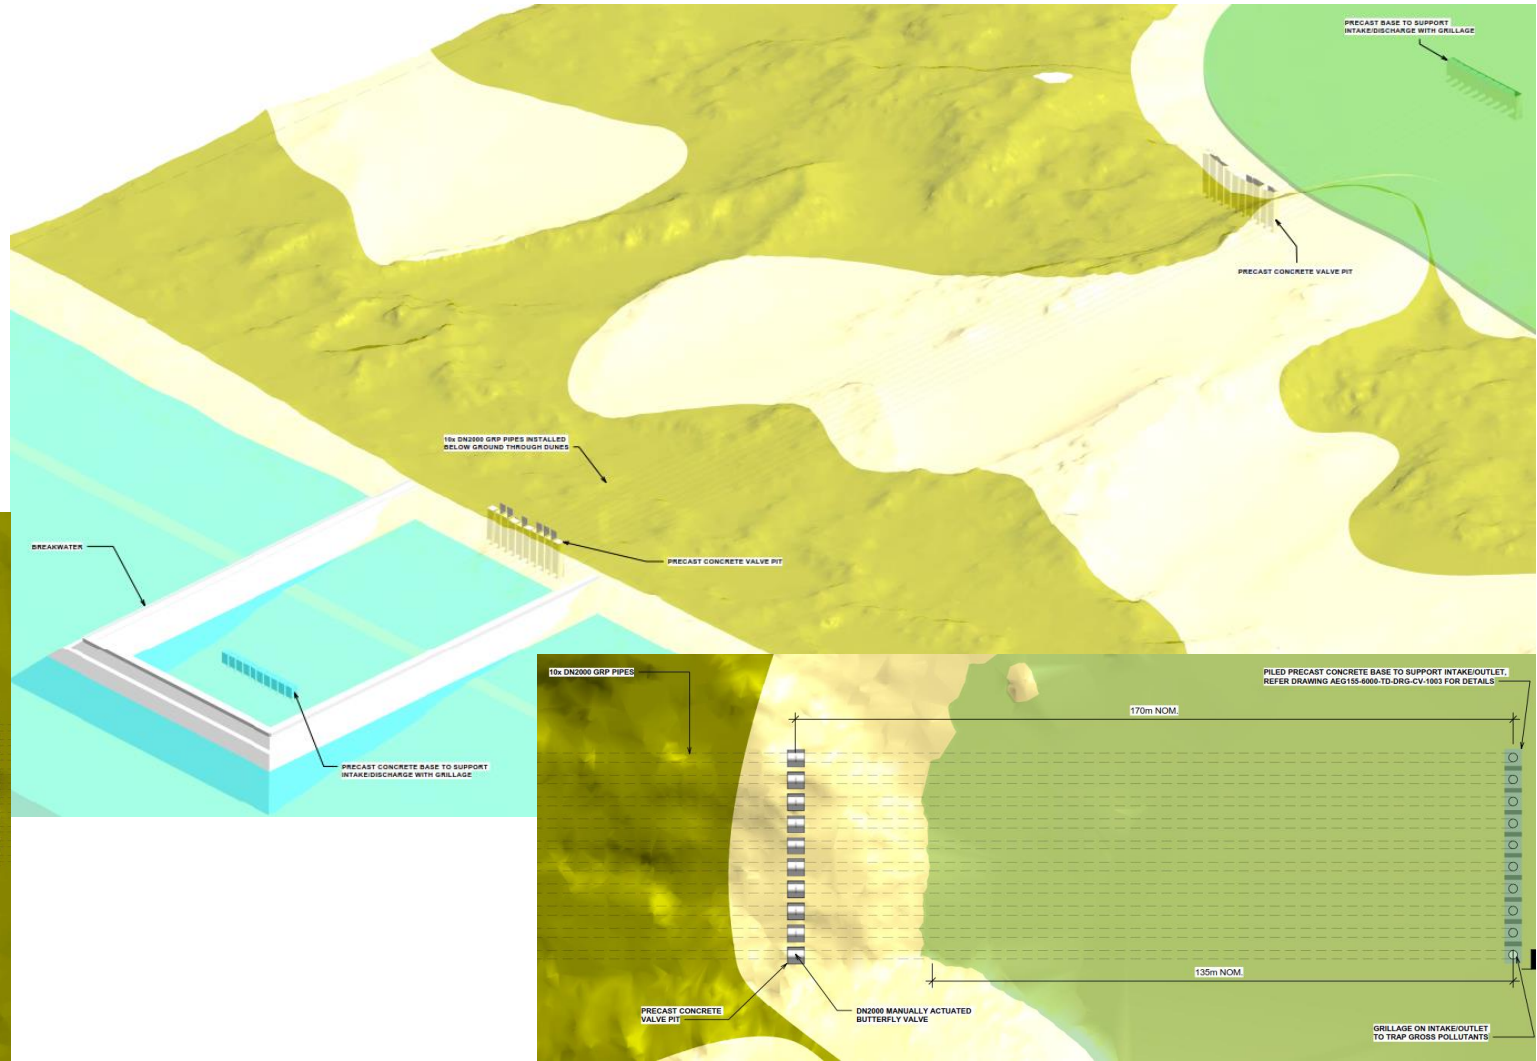 PRECAST BASE TO SUPPORT
INTAKE/DISCHARGE WITH GRILLAGE
PRECAST CONCRETE VALVE PIT
10x DN2000 GRP PIPES INSTALLED
BELOW GROUND THROUGH DUNES
BREAKWATER
PRECAST CONCRETE VALVE PIT
PRECAST CONCRETE BASE TO SUPPORT
INTAKE/DISCHARGE WITH GRILLAGE
10x DN2000 GRP PIPES
PILED PRECAST CONCRETE BASE TO SUPPORT INTAKE/OUTLET,
REFER DRAWING AEG155-6000-TD-DRG-CV-1003 FOR DETAILS
170m NOM.
135m NOM.
PRECAST CONCRETE
VALVE PIT
DN2000 MANUALLY ACTUATED
BUTTERFLY VALVE
GRILLAGE ON INTAKE/OUTLET
TO TRAP GROSS POLLUTANTS